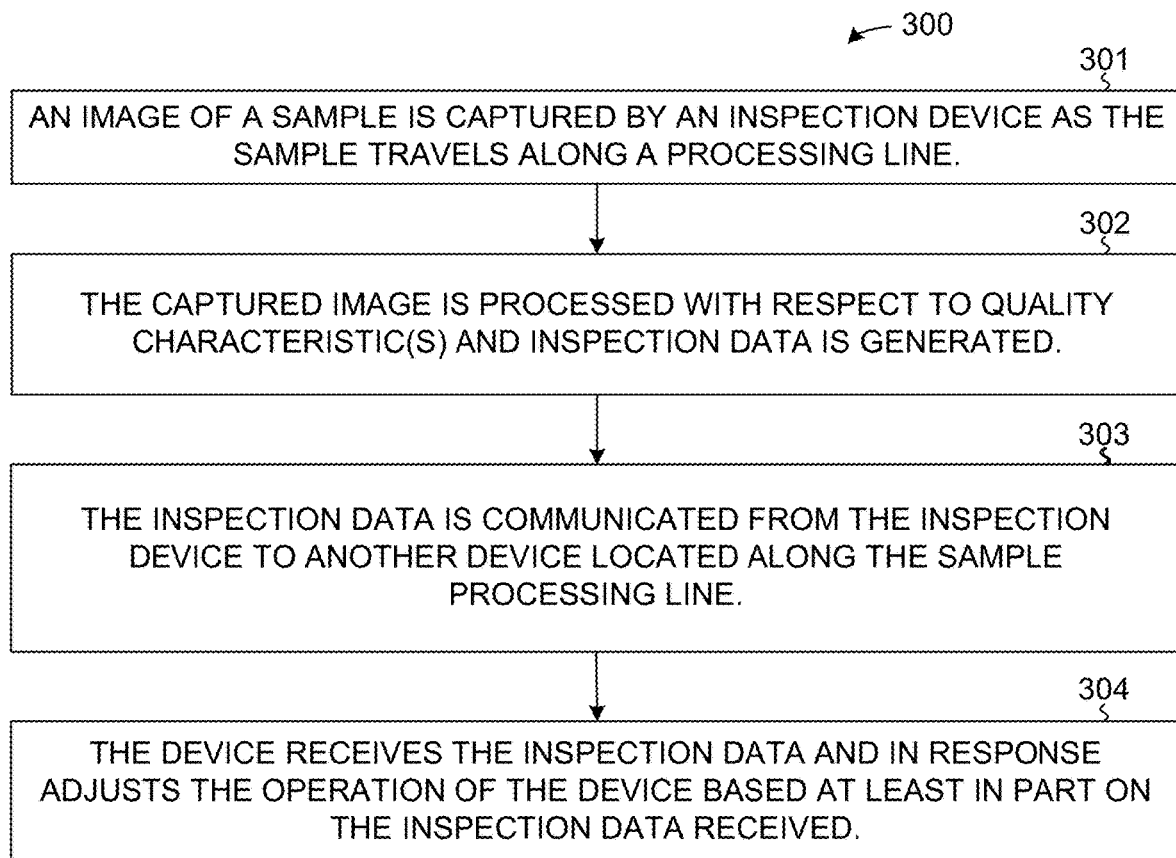 300
301
AN IMAGE OF A SAMPLE IS CAPTURED BY AN INSPECTION DEVICE AS THE
SAMPLE TRAVELS ALONG A PROCESSING LINE.
302
THE CAPTURED IMAGE IS PROCESSED WITH RESPECT TO QUALITY
CHARACTERISTIC(S) AND INSPECTION DATA IS GENERATED.
303
THE INSPECTION DATA IS COMMUNICATED FROM THE INSPECTION
DEVICE TO ANOTHER DEVICE LOCATED ALONG THE SAMPLE
PROCESSING LINE.
304
THE DEVICE RECEIVES THE INSPECTION DATA AND IN RESPONSE
ADJUSTS THE OPERATION OF THE DEVICE BASED AT LEAST IN PART ON
THE INSPECTION DATA RECEIVED.